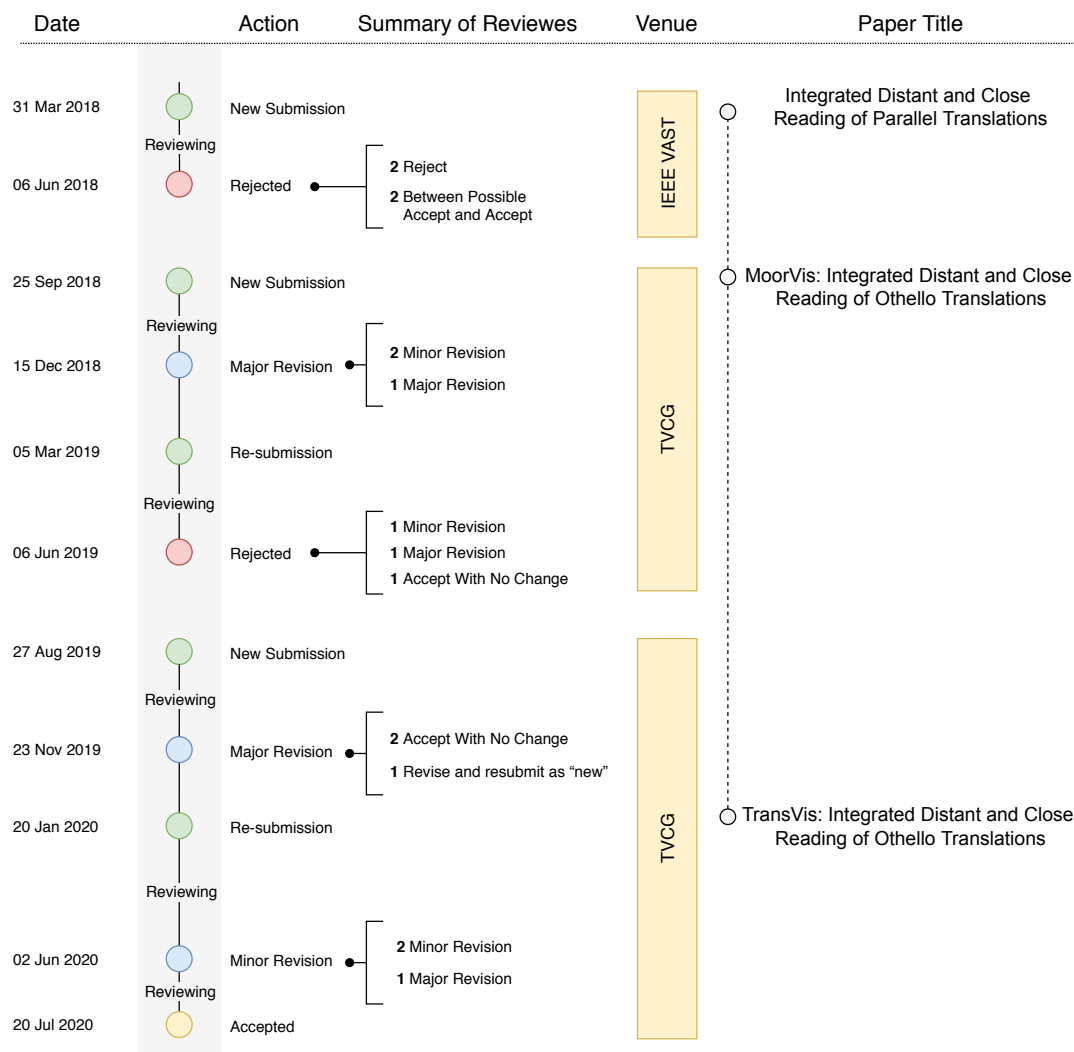 Date Action Summary of Reviewes Venue Paper Title
31 Mar 2018 New Submission
Integrated Distant and Close
Reading of Parallel Translations
Reviewing
IEEE VAST
06 Jun 2018 Rejected
2 Reject
2 Between Possible
Accept and Accept
25 Sep 2018 New Submission
MoorVis: Integrated Distant and Close
Reading of Othello Translations
Reviewing
15 Dec 2018 Major Revision
2 Minor Revision
1 Major Revision
TVCG
05 Mar 2019 Re-submission
Reviewing
06 Jun 2019 Rejected
1 Minor Revision
1 Major Revision
1 Accept With No Change
27 Aug 2019 New Submission
Reviewing
23 Nov 2019 Major Revision
2 Accept With No Change
1 Revise and resubmit as “new”
20 Jan 2020 Re-submission
TVCG
TransVis: Integrated Distant and Close
Reading of Othello Translations
Reviewing
02 Jun 2020 Minor Revision
2 Minor Revision
1 Major Revision
Reviewing
20 Jul 2020 Accepted